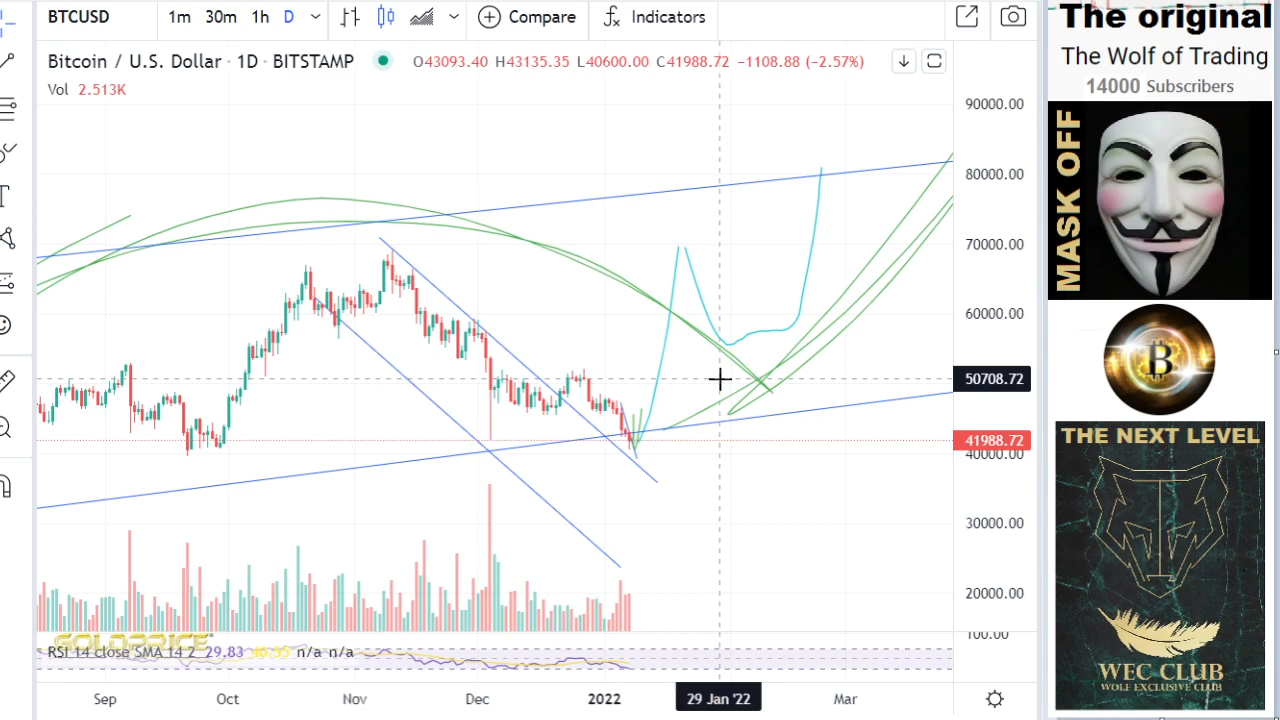 BTCUSD 1m 30m 1h D Compare Indicators
Bitcoin / U.S. Dollar · 1D · BITSTAMP O43093.40 H43135.35 L40600.00 C41988.72 −1108.88 (−2.57%)
Vol 2.513K
90000.00
80000.00
70000.00
60000.00
50708.72
41988.72
40000.00
30000.00
20000.00
100.00
GOLDPRICE
RSI 14 close SMA 14 2 29.83 n/a n/a
Sep Oct Nov Dec 2022 29 Jan '22 Mar
The original
The Wolf of Trading
14000 Subscribers
MASK OFF
THE NEXT LEVEL
WEC CLUB
WOLF EXCLUSIVE CLUB